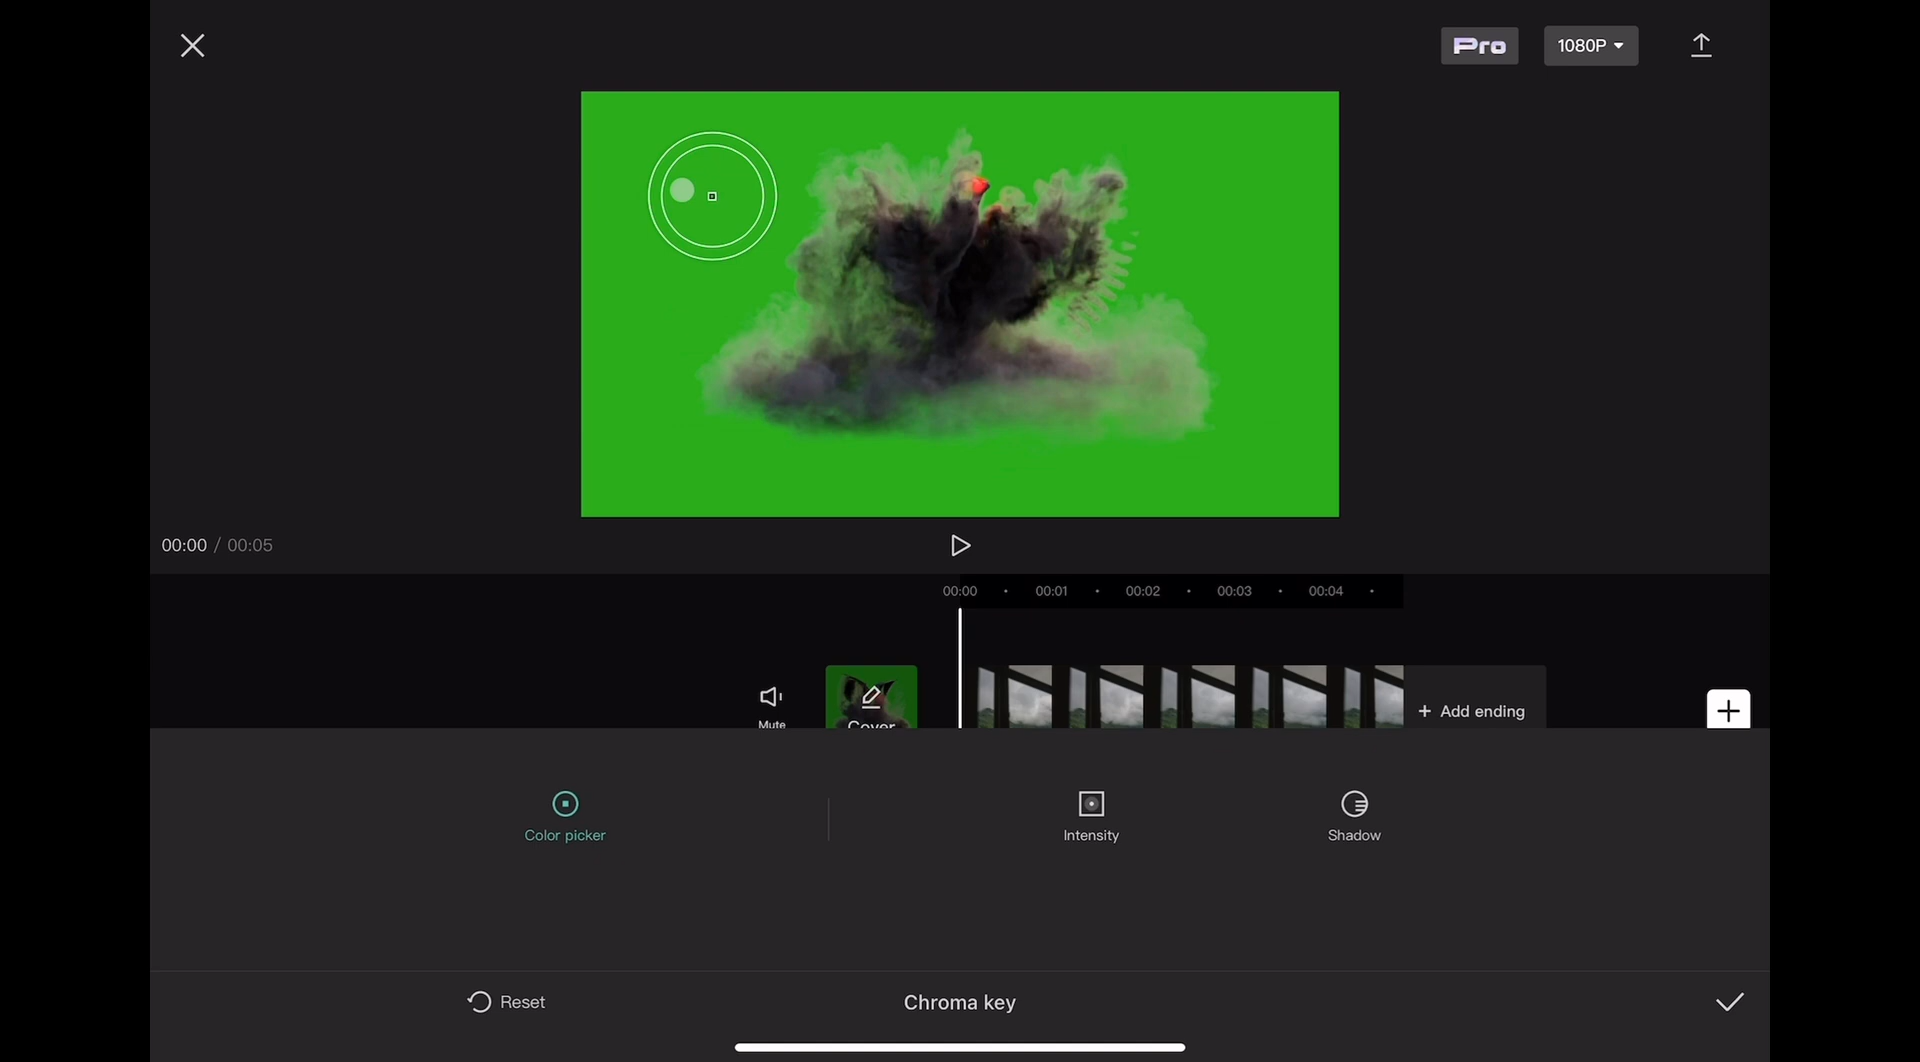 Pro
1080P
00:00 / 00:05
00:00 00:01 00:02 00:03 00:04
Mute
Cover
+ Add ending
Color picker
Intensity
Shadow
Reset
Chroma key